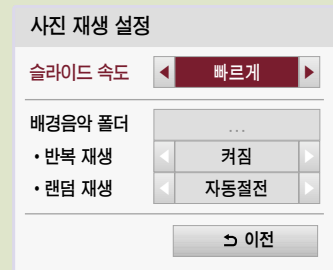 사진 재생 설정
슬라이드 속도 ◀ 빠르게 ▶
배경음악 폴더 ...
• 반복 재생 ◀ 켜짐 ▶
• 랜덤 재생 ◀ 자동절전 ▶
⮌ 이전